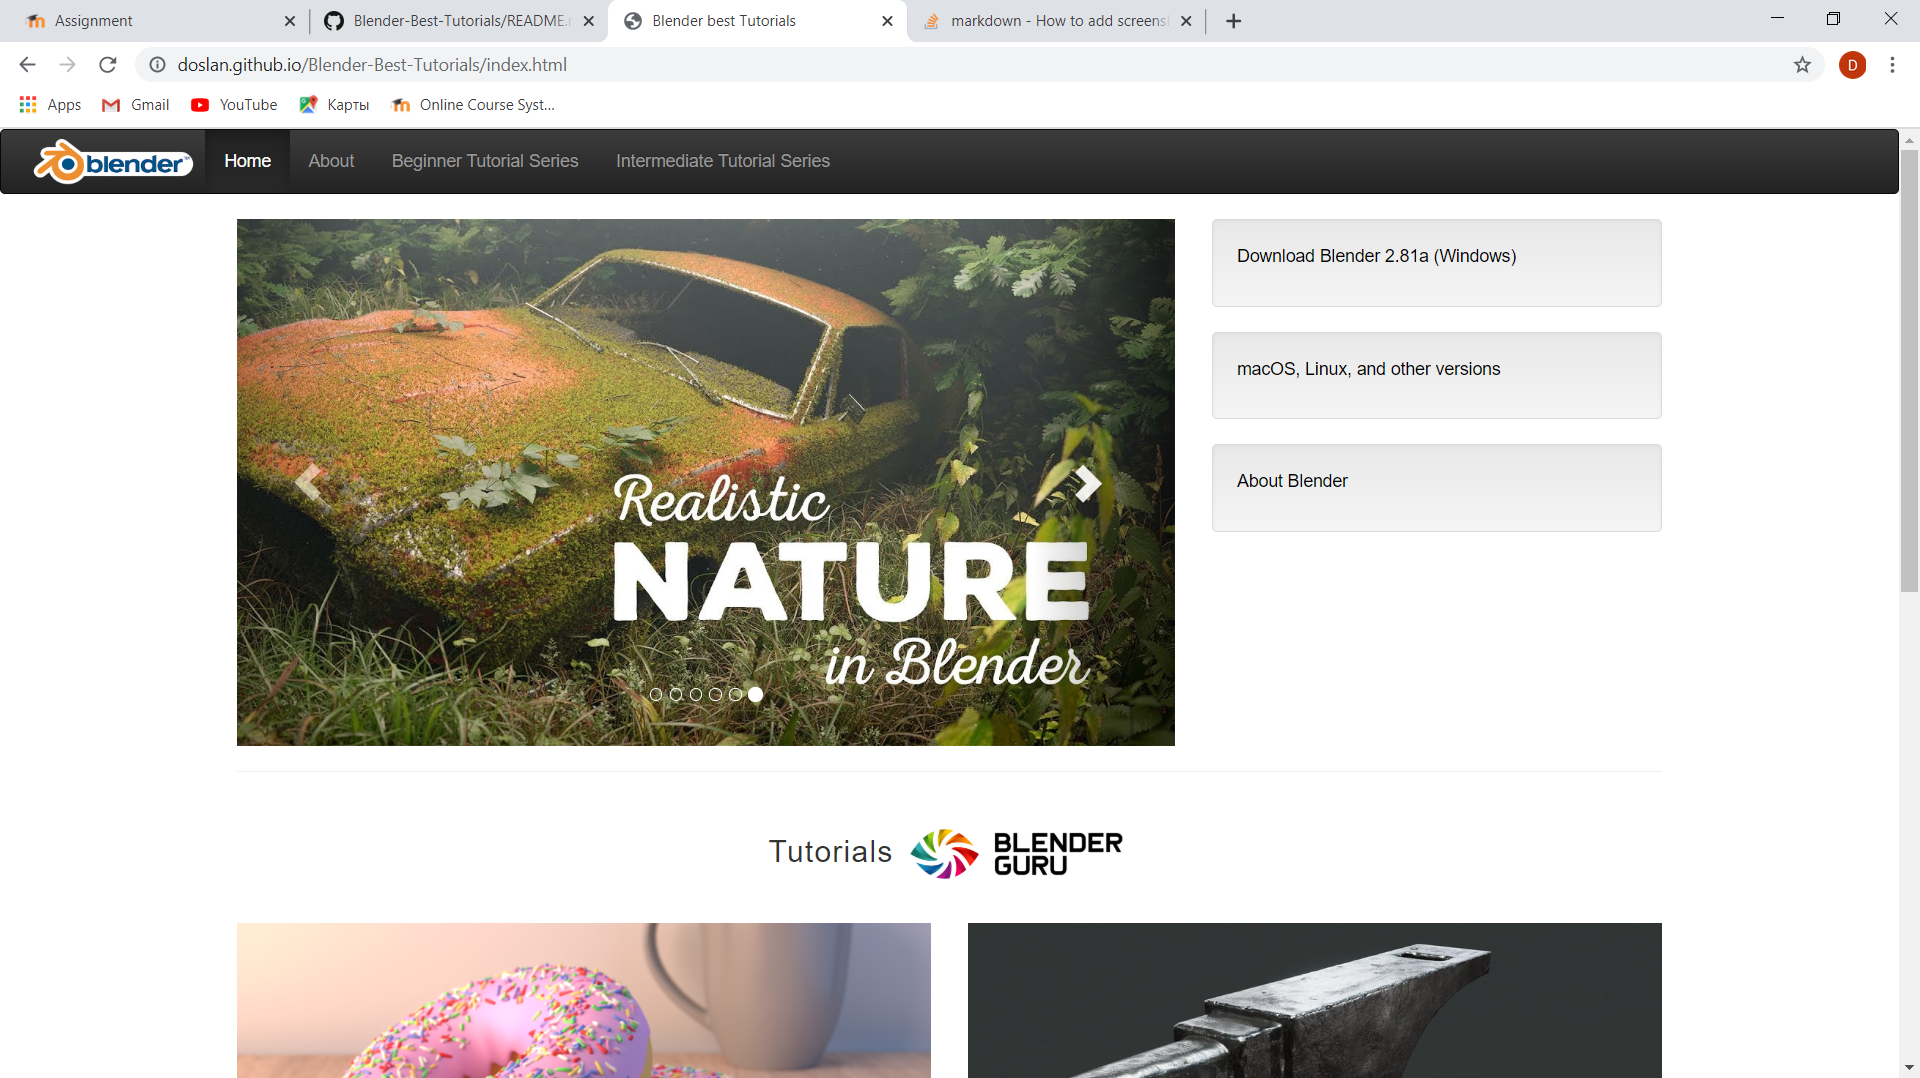 Assignment
Blender-Best-Tutorials/README.
Blender best Tutorials
markdown - How to add screensh
doslan.github.io/Blender-Best-Tutorials/index.html
D
Apps
Gmail
YouTube
Карты
Online Course Syst...
blender
Home
About
Beginner Tutorial Series
Intermediate Tutorial Series
Realistic
NATURE
in Blender
Download Blender 2.81a (Windows)
macOS, Linux, and other versions
About Blender
Tutorials
BLENDER
GURU